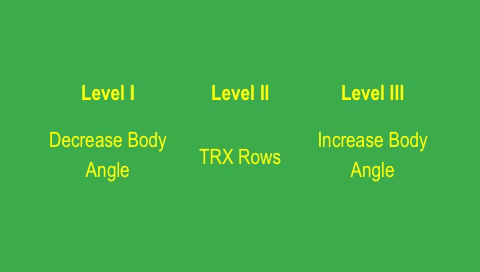 Level I
Level II
Level III
Decrease Body
Angle
TRX Rows
Increase Body
Angle